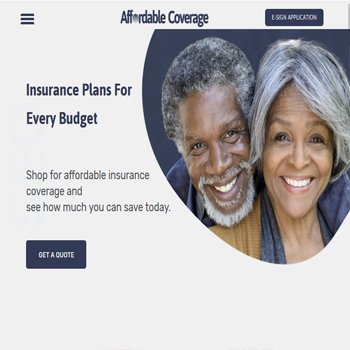 Affordable Coverage
E-SIGN APPLICATION
Insurance Plans For
Every Budget
Shop for affordable insurance
coverage and
see how much you can save today.
GET A QUOTE